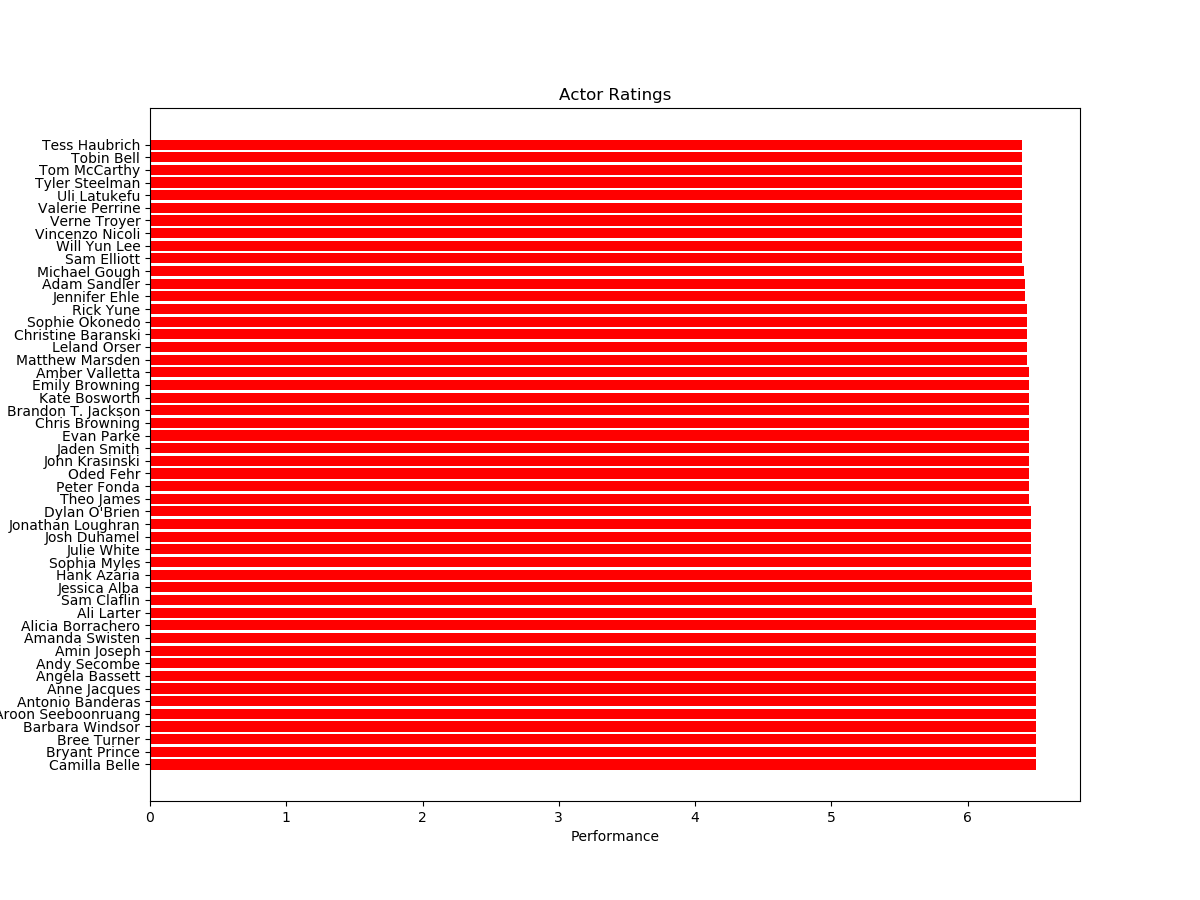 Actor Ratings
Tess Haubrich
Tobin Bell
Tom McCarthy
Tyler Steelman
Uli Latukefu
Valerie Perrine
Verne Troyer
Vincenzo Nicoli
Will Yun Lee
Sam Elliott
Michael Gough
Adam Sandler
Jennifer Ehle
Rick Yune
Sophie Okonedo
Christine Baranski
Leland Orser
Matthew Marsden
Amber Valletta
Emily Browning
Kate Bosworth
Brandon T. Jackson
Chris Browning
Evan Parke
Jaden Smith
John Krasinski
Oded Fehr
Peter Fonda
Theo James
Dylan O'Brien
Jonathan Loughran
Josh Duhamel
Julie White
Sophia Myles
Hank Azaria
Jessica Alba
Sam Claflin
Ali Larter
Alicia Borrachero
Amanda Swisten
Amin Joseph
Andy Secombe
Angela Bassett
Anne Jacques
Antonio Banderas
Aroon Seeboonruang
Barbara Windsor
Bree Turner
Bryant Prince
Camilla Belle
0 1 2 3 4 5 6
Performance